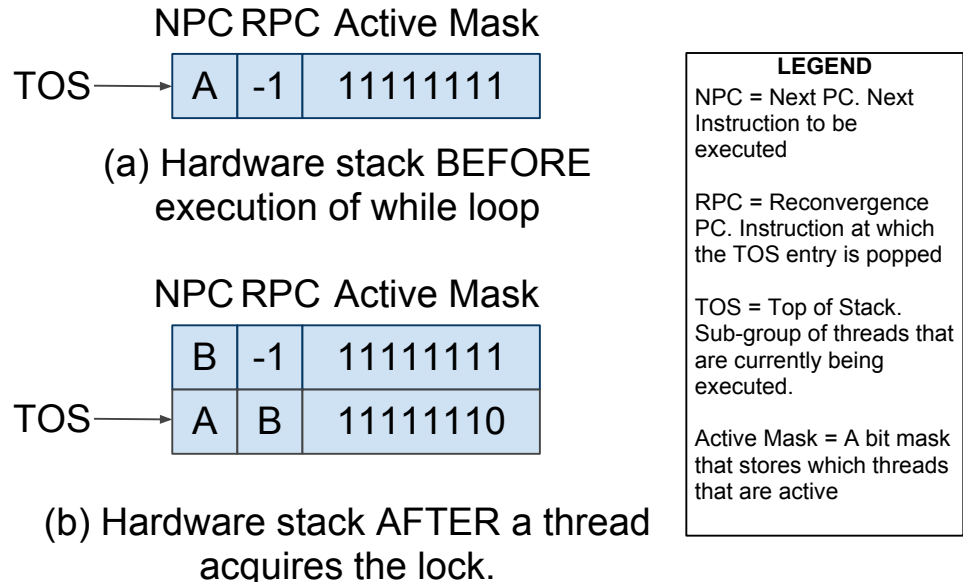 NPC RPC Active Mask
TOS A -1 11111111
(a) Hardware stack BEFORE
execution of while loop
NPC RPC Active Mask
B -1 11111111
TOS A B 11111110
(b) Hardware stack AFTER a thread
acquires the lock.
LEGEND
NPC = Next PC. Next
Instruction to be
executed
RPC = Reconvergence
PC. Instruction at which
the TOS entry is popped
TOS = Top of Stack.
Sub-group of threads that
are currently being
executed.
Active Mask = A bit mask
that stores which threads
that are active